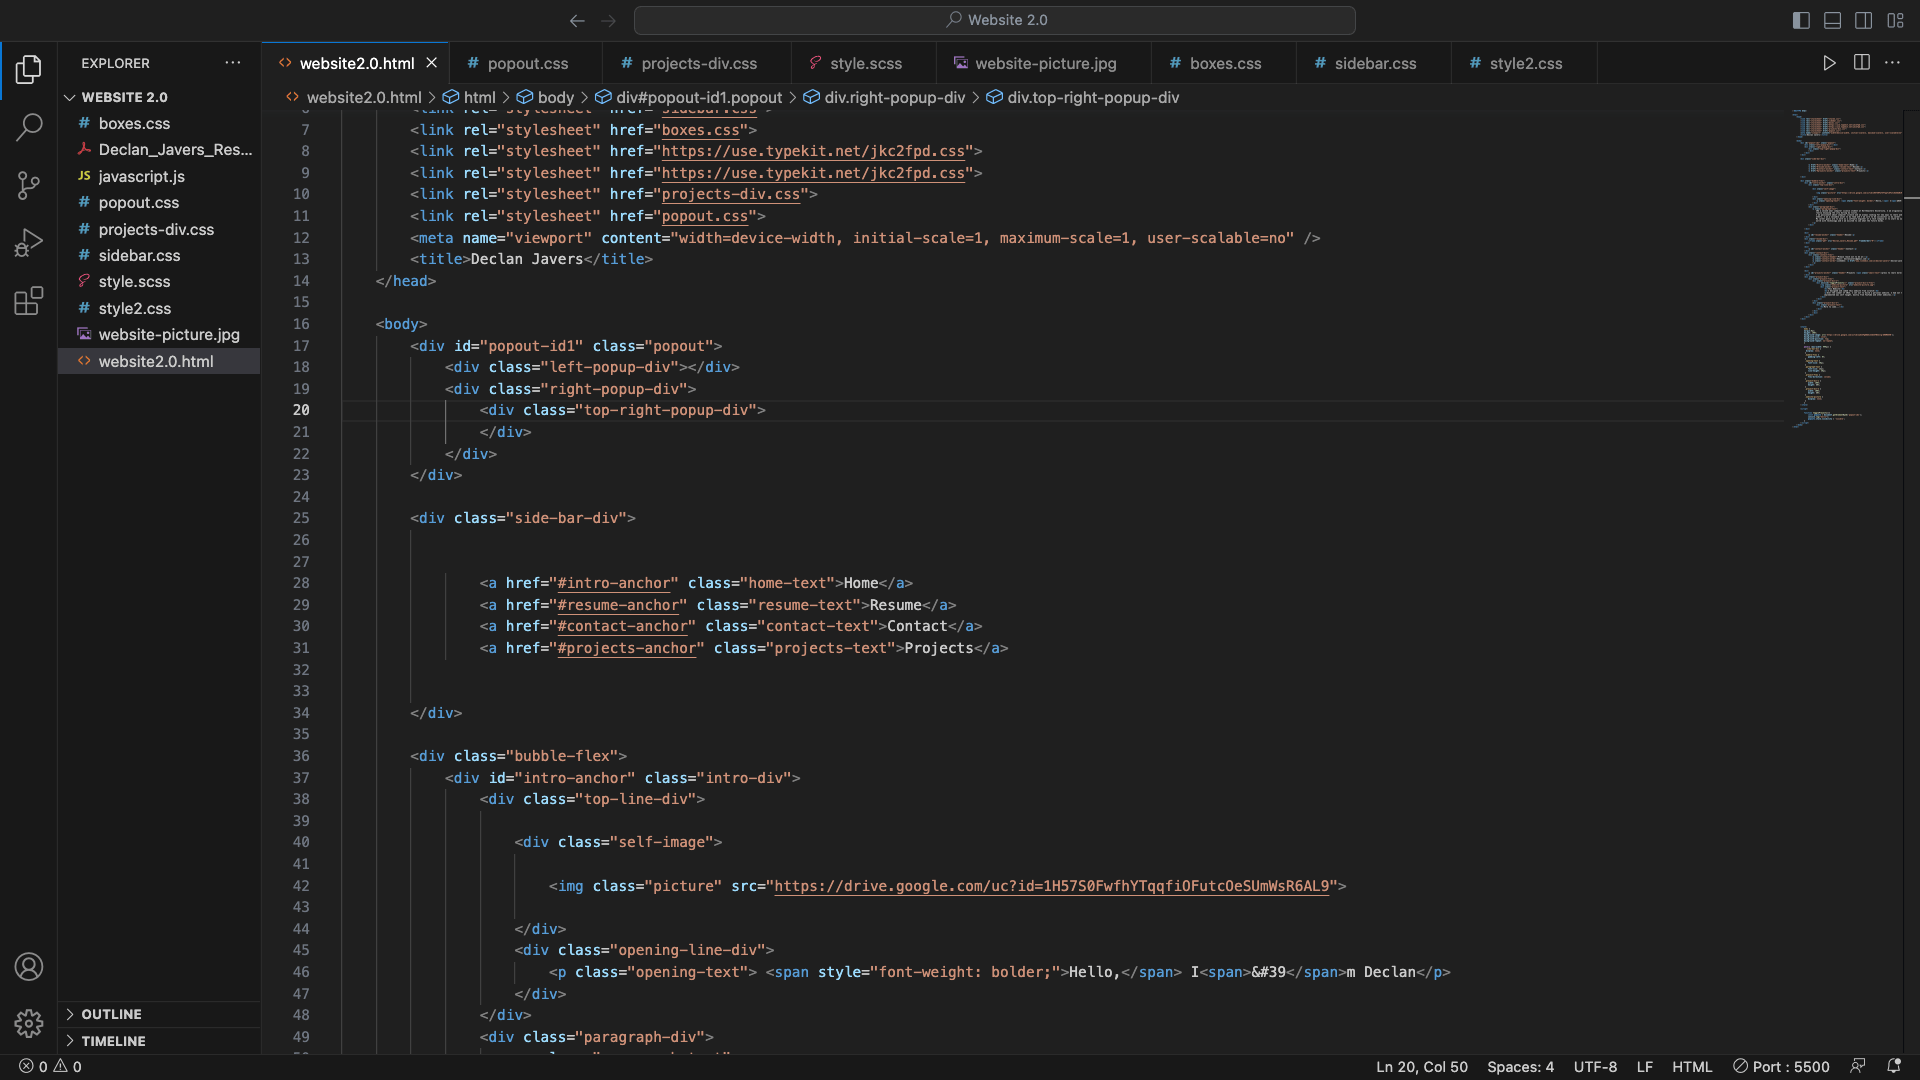 Website 2.0
EXPLORER
WEBSITE 2.0
boxes.css
Declan_Javers_Res...
JS javascript.js
popout.css
projects-div.css
sidebar.css
style.scss
style2.css
website-picture.jpg
website2.0.html
OUTLINE
TIMELINE
website2.0.html
popout.css
projects-div.css
style.scss
website-picture.jpg
boxes.css
sidebar.css
style2.css
website2.0.html > html > body > div#popout-id1.popout > div.right-popup-div > div.top-right-popup-div
7 <link rel="stylesheet" href="boxes.css">
8 <link rel="stylesheet" href="https://use.typekit.net/jkc2fpd.css">
9 <link rel="stylesheet" href="https://use.typekit.net/jkc2fpd.css">
10 <link rel="stylesheet" href="projects-div.css">
11 <link rel="stylesheet" href="popout.css">
12 <meta name="viewport" content="width=device-width, initial-scale=1, maximum-scale=1, user-scalable=no" />
13 <title>Declan Javers</title>
14 </head>
15
16 <body>
17 <div id="popout-id1" class="popout">
18 <div class="left-popup-div"></div>
19 <div class="right-popup-div">
20 <div class="top-right-popup-div">
21 </div>
22 </div>
23 </div>
24
25 <div class="side-bar-div">
26
27
28 <a href="#intro-anchor" class="home-text">Home</a>
29 <a href="#resume-anchor" class="resume-text">Resume</a>
30 <a href="#contact-anchor" class="contact-text">Contact</a>
31 <a href="#projects-anchor" class="projects-text">Projects</a>
32
33
34 </div>
35
36 <div class="bubble-flex">
37 <div id="intro-anchor" class="intro-div">
38 <div class="top-line-div">
39
40 <div class="self-image">
41
42 <img class="picture" src="https://drive.google.com/uc?id=1H57S0FwfhYTqqfiOFutcOeSUmWsR6AL9">
43
44 </div>
45 <div class="opening-line-div">
46 <p class="opening-text"> <span style="font-weight: bolder;">Hello,</span> I<span>&#39</span>m Declan</p>
47 </div>
48 </div>
49 <div class="paragraph-div">
0 0
Ln 20, Col 50
Spaces: 4
UTF-8
LF
HTML
Port : 5500